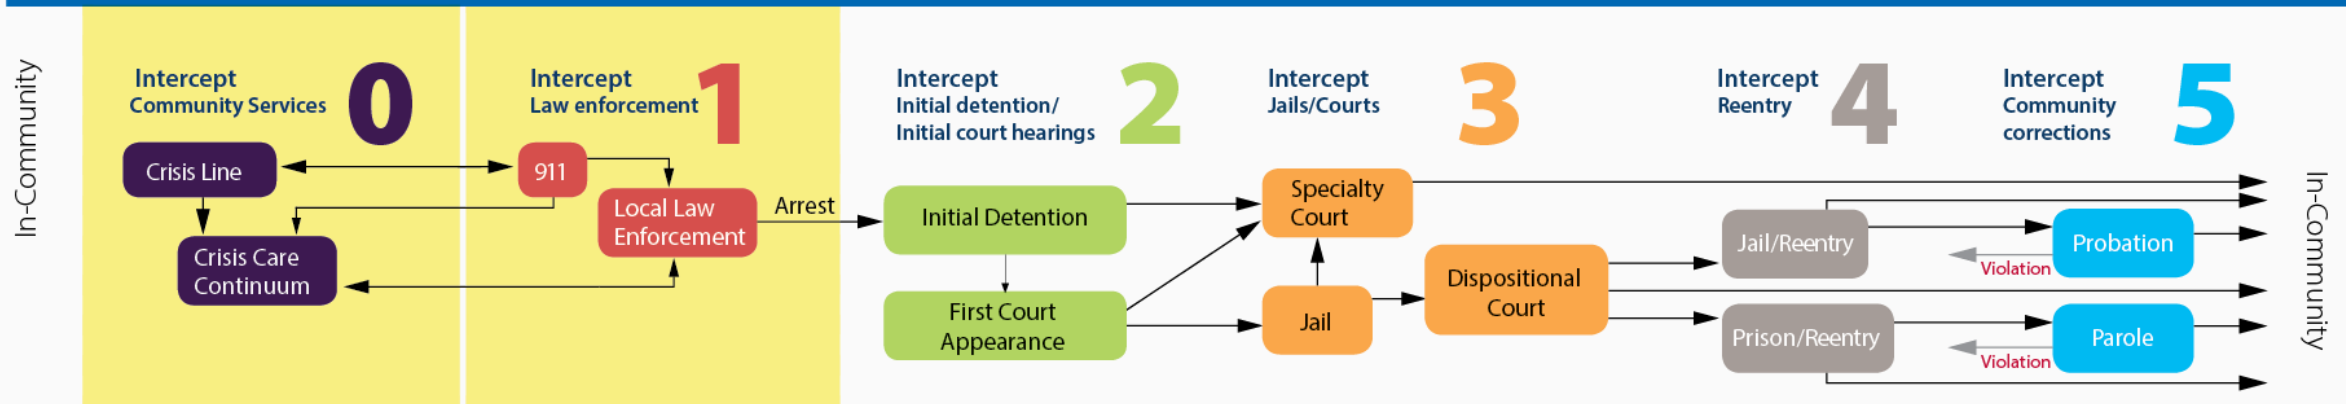 In-Community
Intercept
Community Services
0
Intercept
Law enforcement
1
Intercept
Initial detention/
Initial court hearings
2
Intercept
Jails/Courts
3
Intercept
Reentry
4
Intercept
Community
corrections
5
Crisis Line
911
Local Law
Enforcement
Crisis Care
Continuum
Arrest
Initial Detention
First Court
Appearance
Specialty
Court
Jail
Dispositional
Court
Jail/Reentry
Prison/Reentry
Probation
Violation
Parole
Violation
In-Community